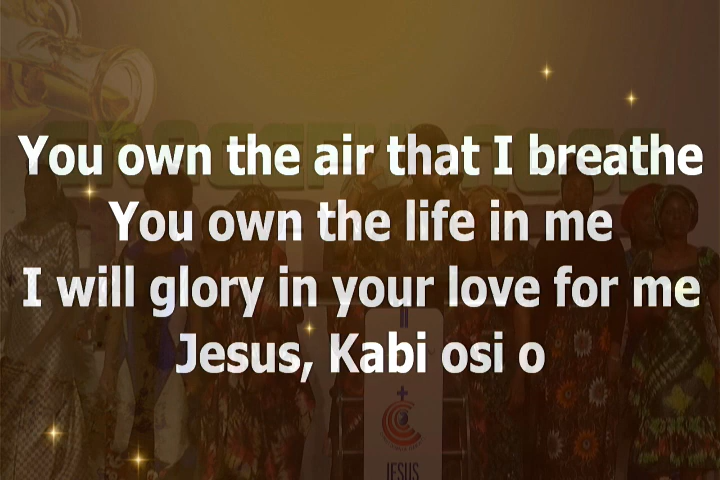 You own the air that I breathe
You own the life in me
I will glory in your love for me
Jesus, Kabi osi o
JESUS